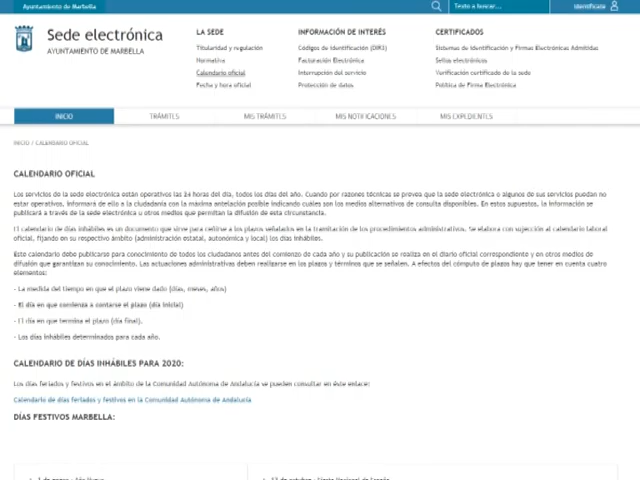 Ayuntamiento de Marbella
Texto a buscar...
Identifícate
Sede electrónica
AYUNTAMIENTO DE MARBELLA
LA SEDE
Titularidad y regulación
Normativa
Calendario oficial
Fecha y hora oficial
INFORMACIÓN DE INTERÉS
Códigos de Identificación (DIR3)
Facturación Electrónica
Interrupción del servicio
Protección de datos
CERTIFICADOS
Sistemas de Identificación y Firmas Electrónicas Admitidas
Sellos electrónicos
Verificación certificado de la sede
Política de Firma Electrónica
INICIO
TRÁMITES
MIS TRÁMITES
MIS NOTIFICACIONES
MIS EXPEDIENTES
INICIO / CALENDARIO OFICIAL
CALENDARIO OFICIAL
Los servicios de la sede electrónica están operativos las 24 horas del día, todos los días del año. Cuando por razones técnicas se prevea que la sede electrónica o algunos de sus servicios puedan no
estar operativos, informará de ello a la ciudadanía con la máxima antelación posible indicando cuáles son los medios alternativos de consulta disponibles. En estos supuestos, la información se
publicará a través de la sede electrónica u otros medios que permitan la difusión de esta circunstancia.
El calendario de días inhábiles es un documento que sirve para ceñirse a los plazos señalados en la tramitación de los procedimientos administrativos. Se elabora con sujeción al calendario laboral
oficial, fijando en su respectivo ámbito (administración estatal, autonómica y local) los días inhábiles.
Este calendario debe publicarse para conocimiento de todos los ciudadanos antes del comienzo de cada año y su publicación se realiza en el diario oficial correspondiente y en otros medios de
difusión que garantizan su conocimiento. Las actuaciones administrativas deben realizarse en los plazos y términos que se señalen. A efectos del cómputo de plazos hay que tener en cuenta cuatro
elementos:
- La medida del tiempo en que el plazo viene dado (días, meses, años)
- El día en que comienza a contarse el plazo (día inicial)
- El día en que termina el plazo (día final).
- Los días inhábiles determinados para cada año.
CALENDARIO DE DÍAS INHÁBILES PARA 2020:
Los días feriados y festivos en el ámbito de la Comunidad Autónoma de Andalucía se pueden consultar en éste enlace:
Calendario de días feriados y festivos en la Comunidad Autónoma de Andalucía
DÍAS FESTIVOS MARBELLA: